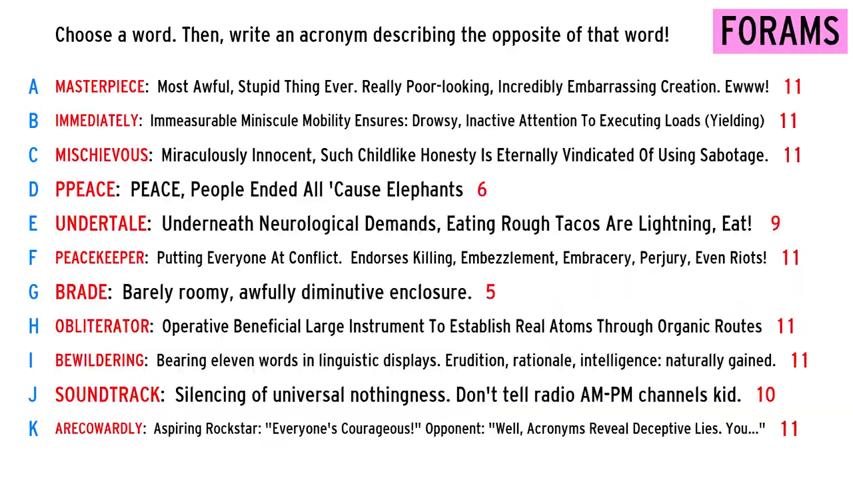 Choose a word. Then, write an acronym describing the opposite of that word!
FORAMS
A MASTERPIECE: Most Awful, Stupid Thing Ever. Really Poor-looking, Incredibly Embarrassing Creation. Ewww! 11
B IMMEDIATELY: Immeasurable Miniscule Mobility Ensures: Drowsy, Inactive Attention To Executing Loads (Yielding) 11
C MISCHIEVOUS: Miraculously Innocent, Such Childlike Honesty Is Eternally Vindicated Of Using Sabotage. 11
D PPEACE: PEACE, People Ended All 'Cause Elephants 6
E UNDERTALE: Underneath Neurological Demands, Eating Rough Tacos Are Lightning, Eat! 9
F PEACEKEEPER: Putting Everyone At Conflict. Endorses Killing, Embezzlement, Embracery, Perjury, Even Riots! 11
G BRADE: Barely roomy, awfully diminutive enclosure. 5
H OBLITERATOR: Operative Beneficial Large Instrument To Establish Real Atoms Through Organic Routes 11
I BEWILDERING: Bearing eleven words in linguistic displays. Erudition, rationale, intelligence: naturally gained. 11
J SOUNDTRACK: Silencing of universal nothingness. Don't tell radio AM-PM channels kid. 10
K ARECOWARDLY: Aspiring Rockstar: "Everyone's Courageous!" Opponent: "Well, Acronyms Reveal Deceptive Lies. You..." 11